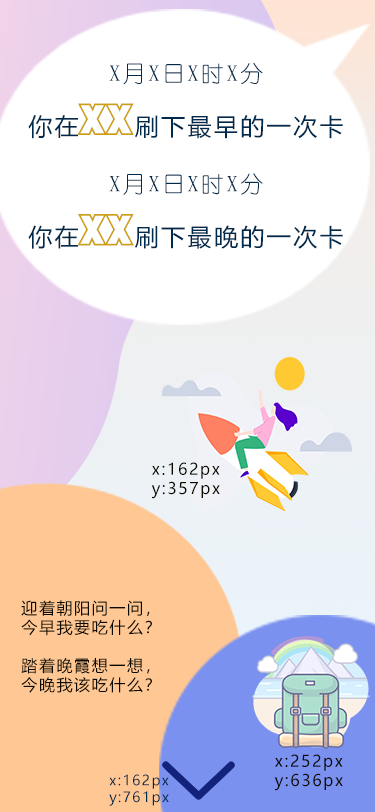 X月X日X时X分
你在XX刷下最早的一次卡
X月X日X时X分
你在XX刷下最晚的一次卡
x:162px
y:357px
迎着朝阳问一问，
今早我要吃什么？
踏着晚霞想一想，
今晚我该吃什么？
x:252px
y:636px
x:162px
y:761px